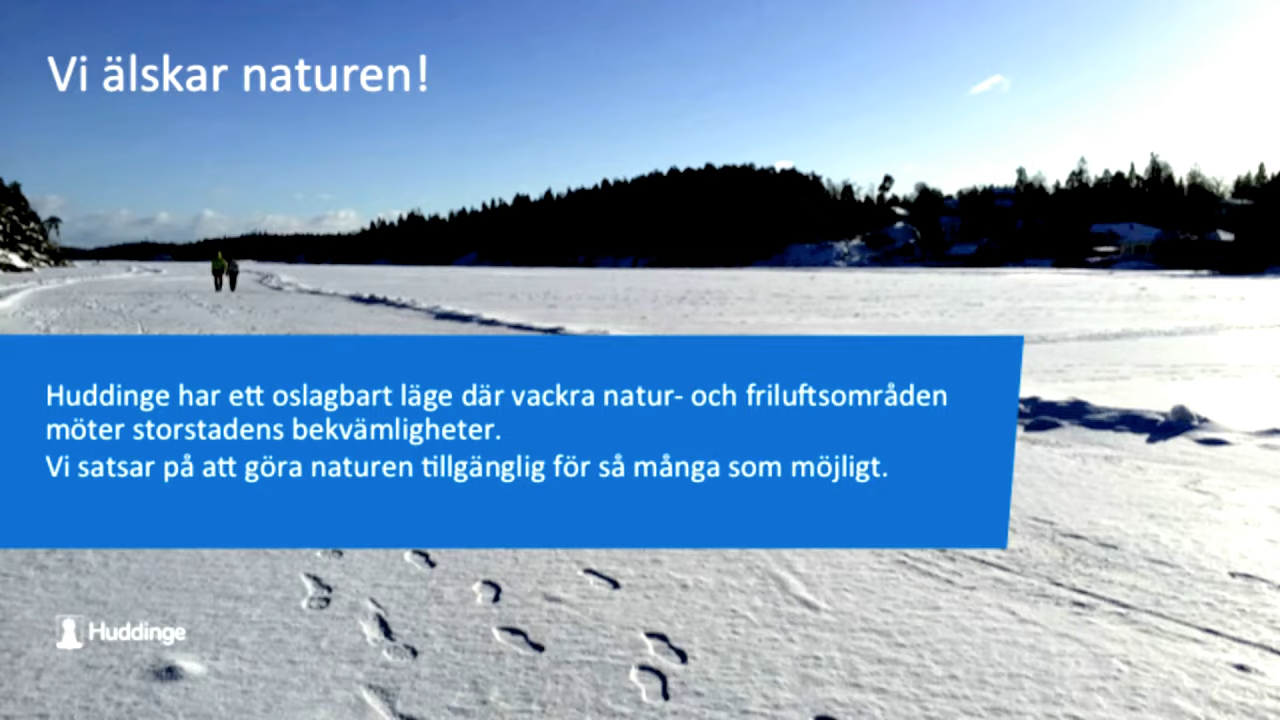 Vi älskar naturen!
Huddinge har ett oslagbart läge där vackra natur- och friluftsområden
möter storstadens bekvämligheter.
Vi satsar på att göra naturen tillgänglig för så många som möjligt.
Huddinge